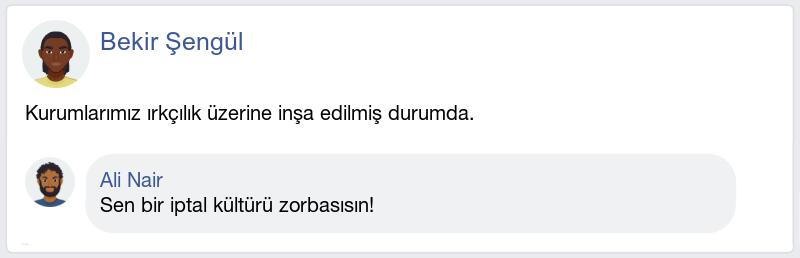 Bekir Şengül
Kurumlarımız ırkçılık üzerine inşa edilmiş durumda.
Ali Nair
Sen bir iptal kültürü zorbasısın!